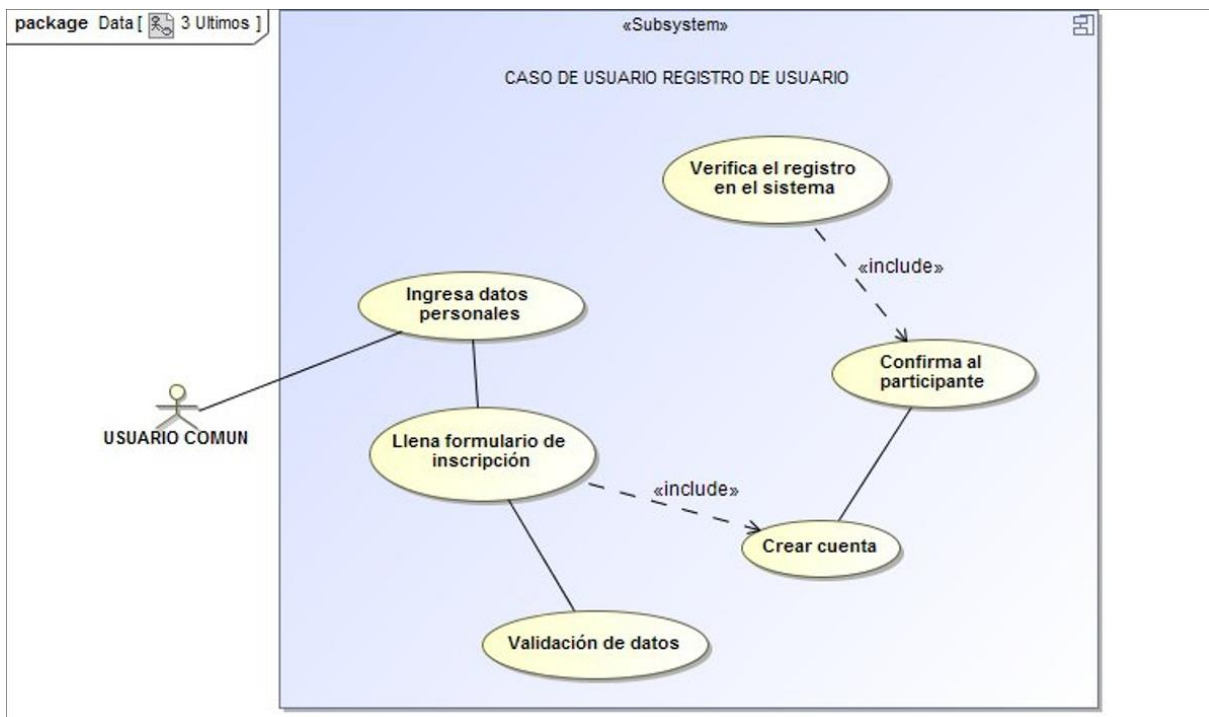 package Data [ 3 Ultimos ]
«Subsystem»
CASO DE USUARIO REGISTRO DE USUARIO
Verifica el registro
en el sistema
«include»
Ingresa datos
personales
Confirma al
participante
USUARIO COMUN
Llena formulario de
inscripción
«include»
Crear cuenta
Validación de datos